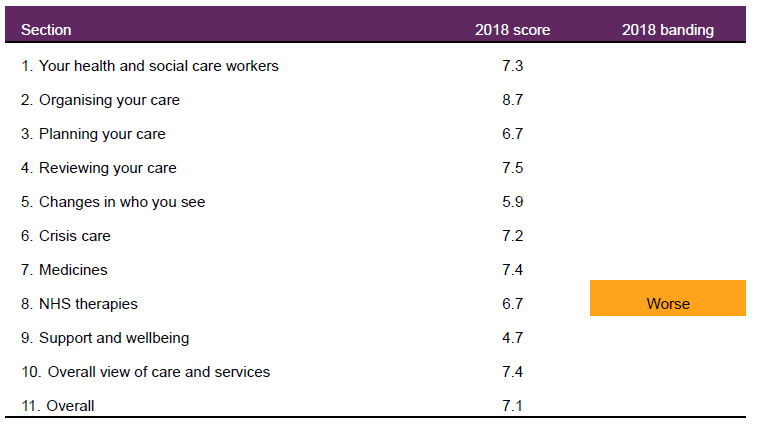 Section 2018 score 2018 banding
1. Your health and social care workers 7.3
2. Organising your care 8.7
3. Planning your care 6.7
4. Reviewing your care 7.5
5. Changes in who you see 5.9
6. Crisis care 7.2
7. Medicines 7.4
8. NHS therapies 6.7 Worse
9. Support and wellbeing 4.7
10. Overall view of care and services 7.4
11. Overall 7.1